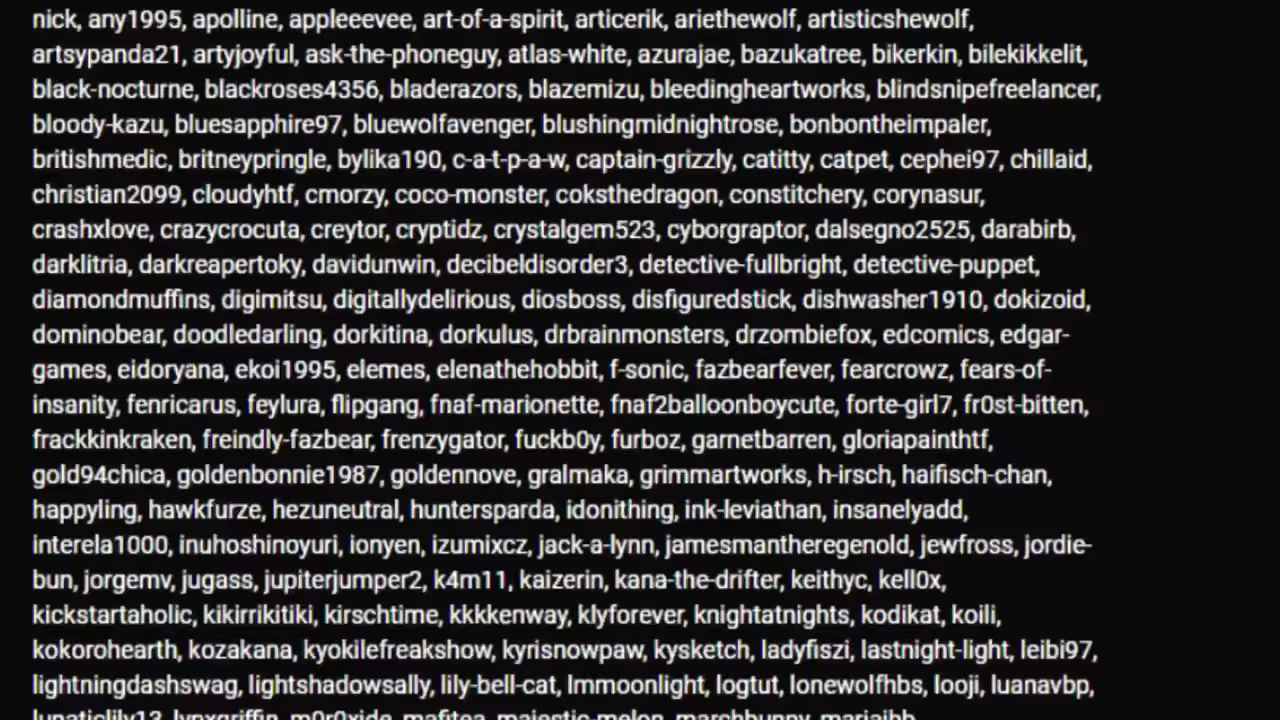 nick, any1995, apolline, appleeevee, art-of-a-spirit, articerik, ariethewolf, artisticshewolf,
artsypanda21, artyjoyful, ask-the-phoneguy, atlas-white, azurajae, bazukatree, bikerkin, bilekikkelit,
black-nocturne, blackroses4356, bladerazors, blazemizu, bleedingheartworks, blindsnipefreelancer,
bloody-kazu, bluesapphire97, bluewolfavenger, blushingmidnightrose, bonbontheimpaler,
britishmedic, britneypringle, bylika190, c-a-t-p-a-w, captain-grizzly, catitty, catpet, cephei97, chillaid,
christian2099, cloudyhtf, cmorzy, coco-monster, coksthedragon, constitchery, corynasur,
crashxlove, crazycrocuta, creytor, cryptidz, crystalgem523, cyborgraptor, dalsegno2525, darabirb,
darklitria, darkreapertoky, davidunwin, decibeldisorder3, detective-fullbright, detective-puppet,
diamondmuffins, digimitsu, digitallydelirious, diosboss, disfiguredstick, dishwasher1910, dokizoid,
dominobear, doodledarling, dorkitina, dorkulus, drbrainmonsters, drzombiefox, edcomics, edgar-
games, eidoryana, ekoi1995, elemes, elenathehobbit, f-sonic, fazbearfever, fearcrowz, fears-of-
insanity, fenricarus, feylura, flipgang, fnaf-marionette, fnaf2balloonboycute, forte-girl7, fr0st-bitten,
frackkinkraken, freindly-fazbear, frenzygator, fuckb0y, furboz, garnetbarren, gloriapainthtf,
gold94chica, goldenbonnie1987, goldennove, gralmaka, grimmartworks, h-irsch, haifisch-chan,
happyling, hawkfurze, hezuneutral, huntersparda, idonithing, ink-leviathan, insanelyadd,
interela1000, inuhoshinoyuri, ionyen, izumixcz, jack-a-lynn, jamesmantheregenold, jewfross, jordie-
bun, jorgemv, jugass, jupiterjumper2, k4m11, kaizerin, kana-the-drifter, keithyc, kell0x,
kickstartaholic, kikirrikitiki, kirschtime, kkkkenway, klyforever, knightatnights, kodikat, koili,
kokorohearth, kozakana, kyokilefreakshow, kyrisnowpaw, kysketch, ladyfiszi, lastnight-light, leibi97,
lightningdashswag, lightshadowsally, lily-bell-cat, lmmoonlight, logtut, lonewolfhbs, looji, luanavbp,
lunaticlily13, lynxgriffin, m0r0xide, mafitea, majestic-melon, marchbunny, mariaihb